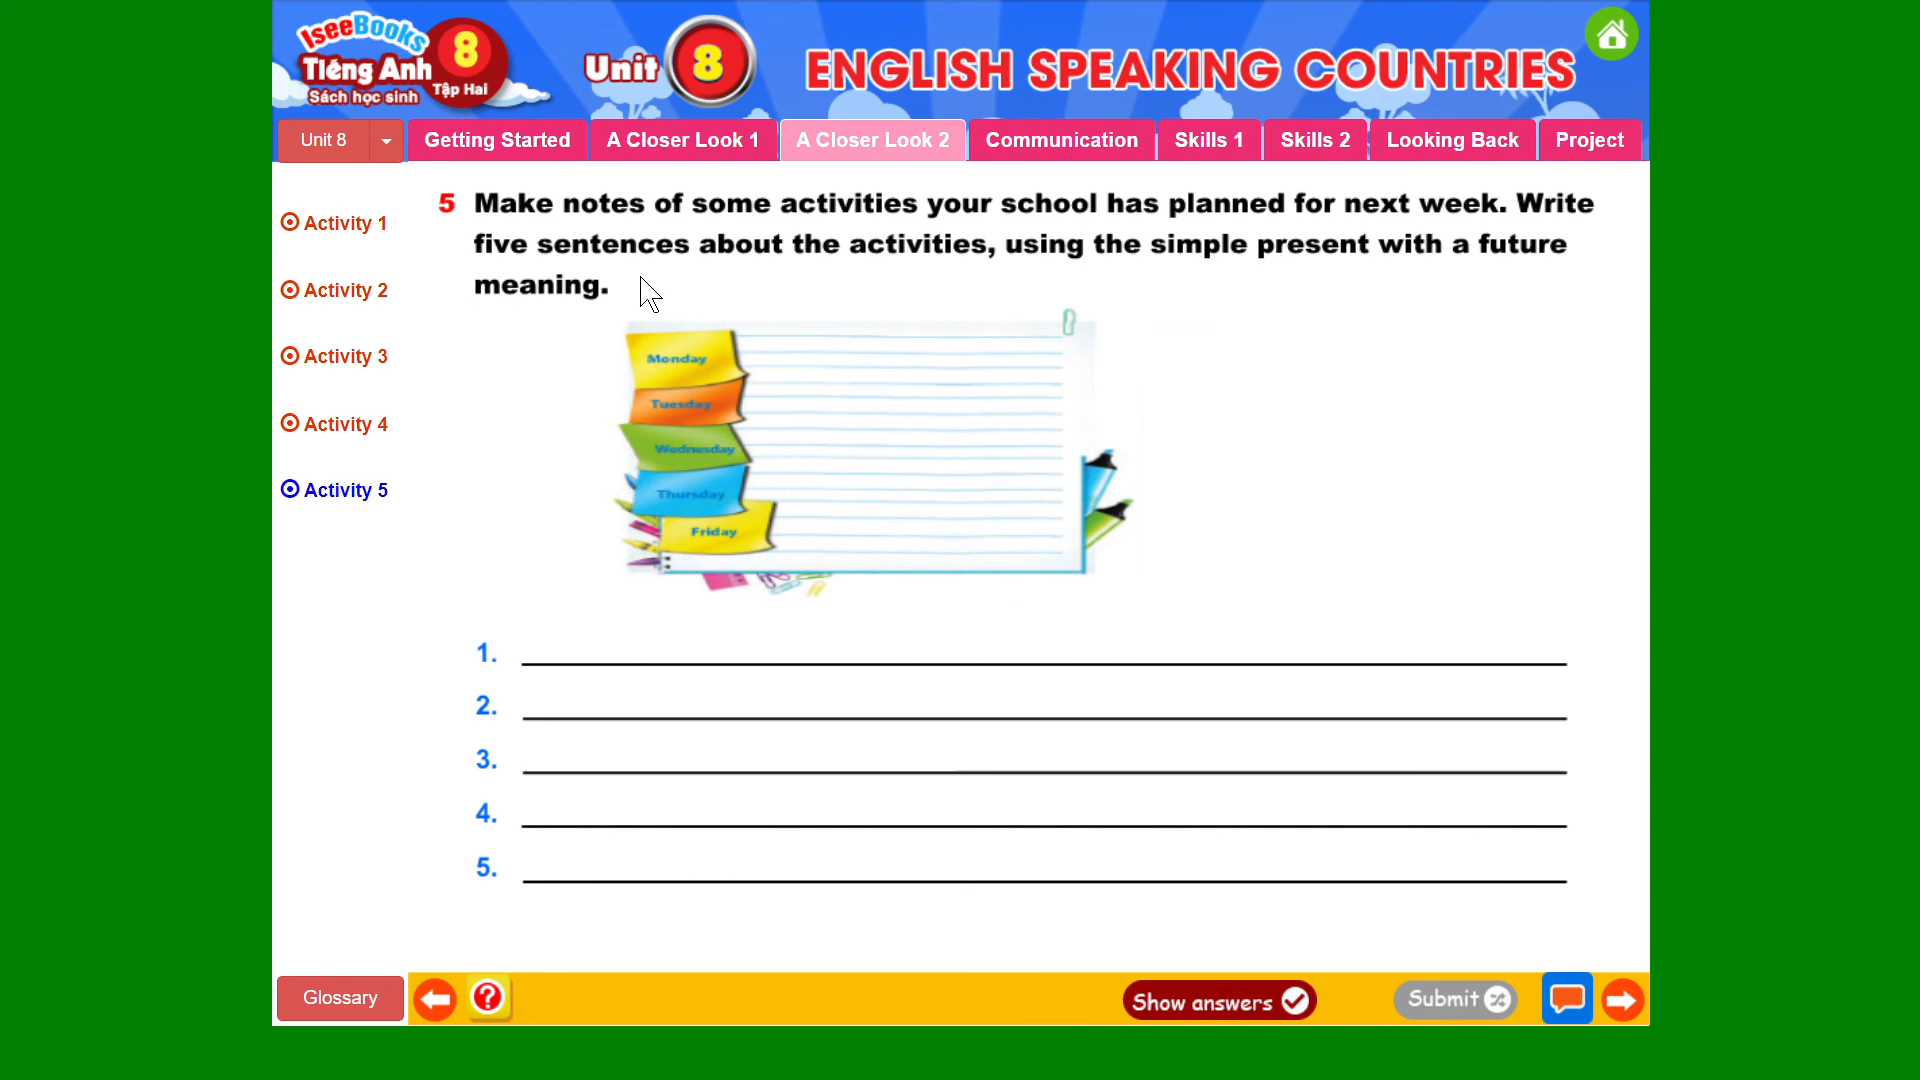 IseeBooks
Tiếng Anh 8
Sách học sinh Tập Hai
Unit 8
ENGLISH SPEAKING COUNTRIES
Unit 8
Getting Started
A Closer Look 1
A Closer Look 2
Communication
Skills 1
Skills 2
Looking Back
Project
Activity 1
Activity 2
Activity 3
Activity 4
Activity 5
5 Make notes of some activities your school has planned for next week. Write
five sentences about the activities, using the simple present with a future
meaning.
Monday
Tuesday
Wednesday
Thursday
Friday
1.
2.
3.
4.
5.
Glossary
?
Show answers
Submit